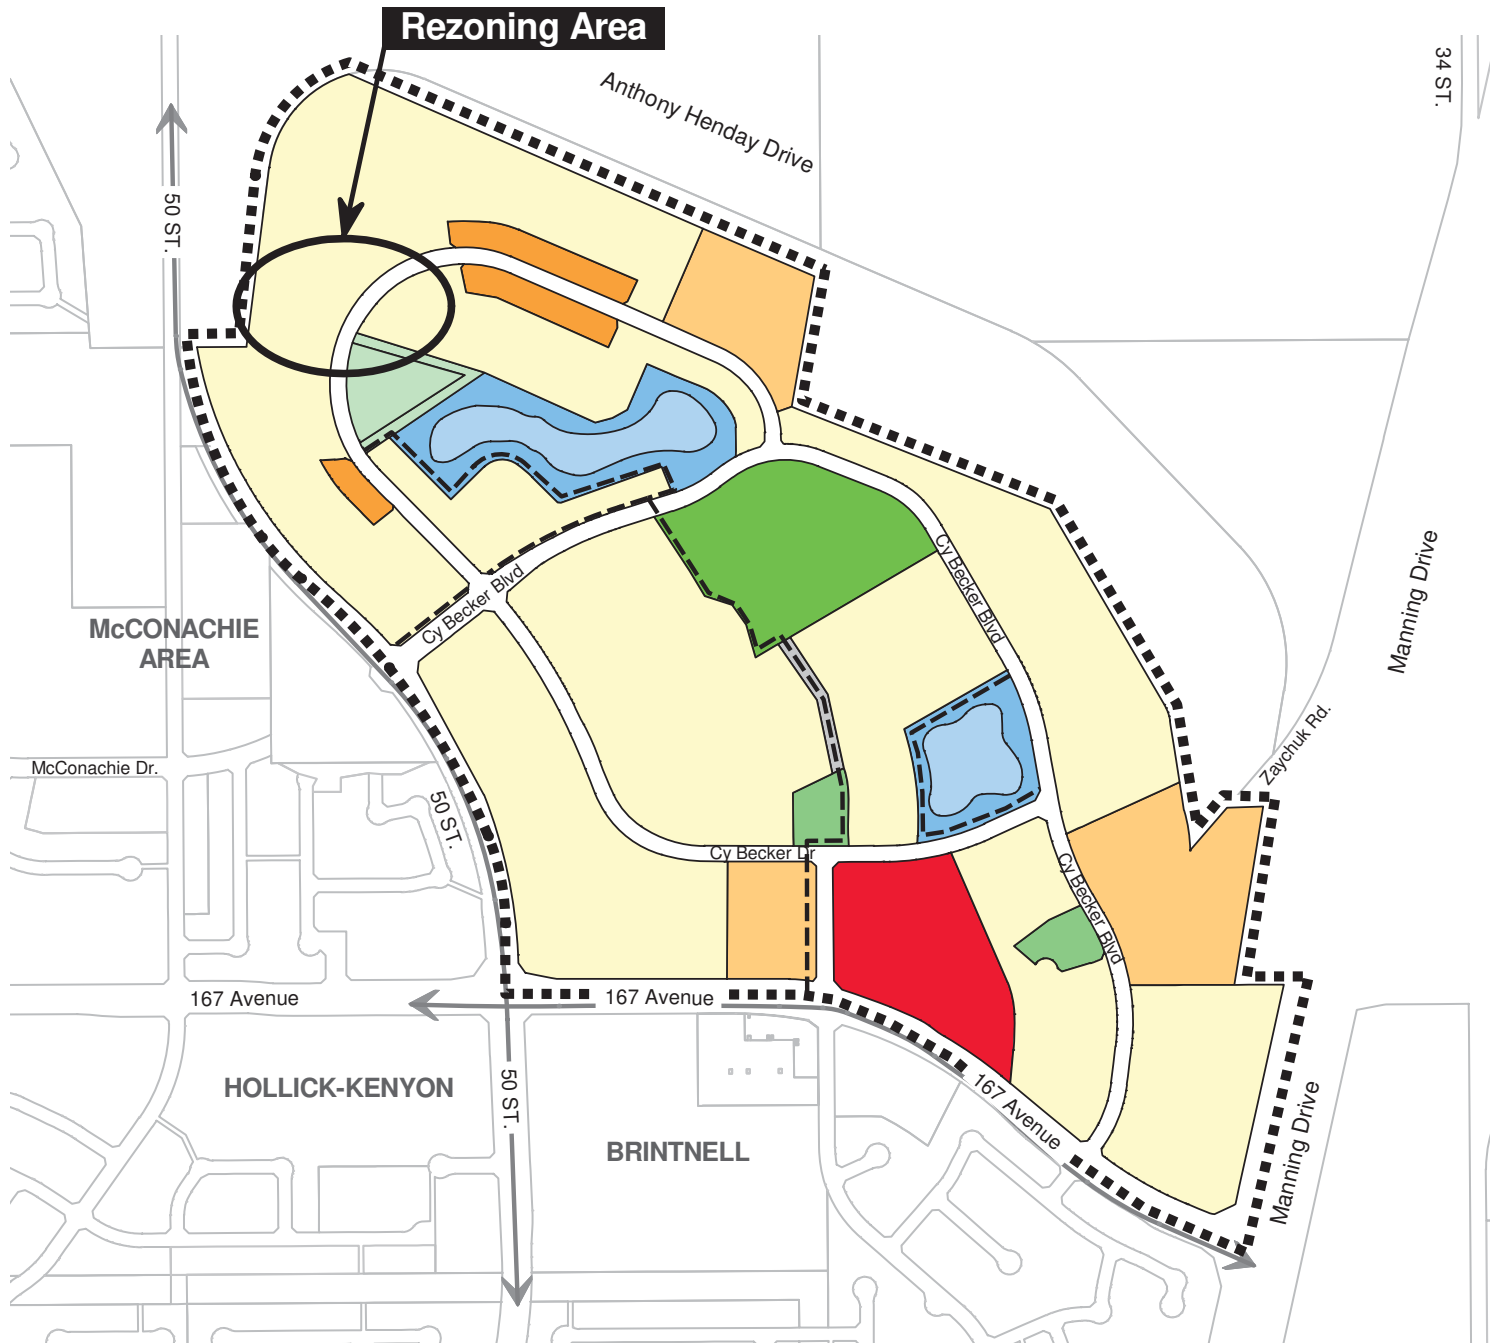 Rezoning Area
34 ST.
Anthony Henday Drive
50 ST.
Cy Becker Blvd
Manning Drive
Cy Becker Blvd
McCONACHIE
AREA
Zaychuk Rd.
McConachie Dr.
50 ST.
Cy Becker Dr
Cy Becker Blvd
167 Avenue
167 Avenue
HOLLICK-KENYON
50 ST.
167 Avenue
BRINTNELL
Manning Drive